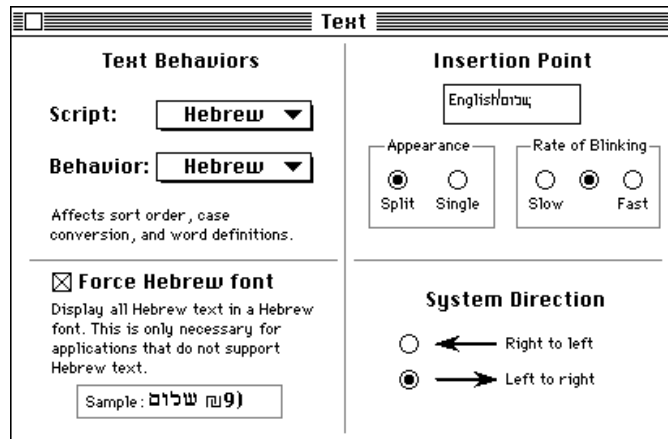 Text
Text Behaviors
Script: Hebrew
Behavior: Hebrew
Affects sort order, case
conversion, and word definitions.
Force Hebrew font
Display all Hebrew text in a Hebrew
font. This is only necessary for
applications that do not support
Hebrew text.
Sample: שלום ₪9)
Insertion Point
Englishשלום
Appearance
Split Single
Rate of Blinking
Slow Fast
System Direction
Right to left
Left to right